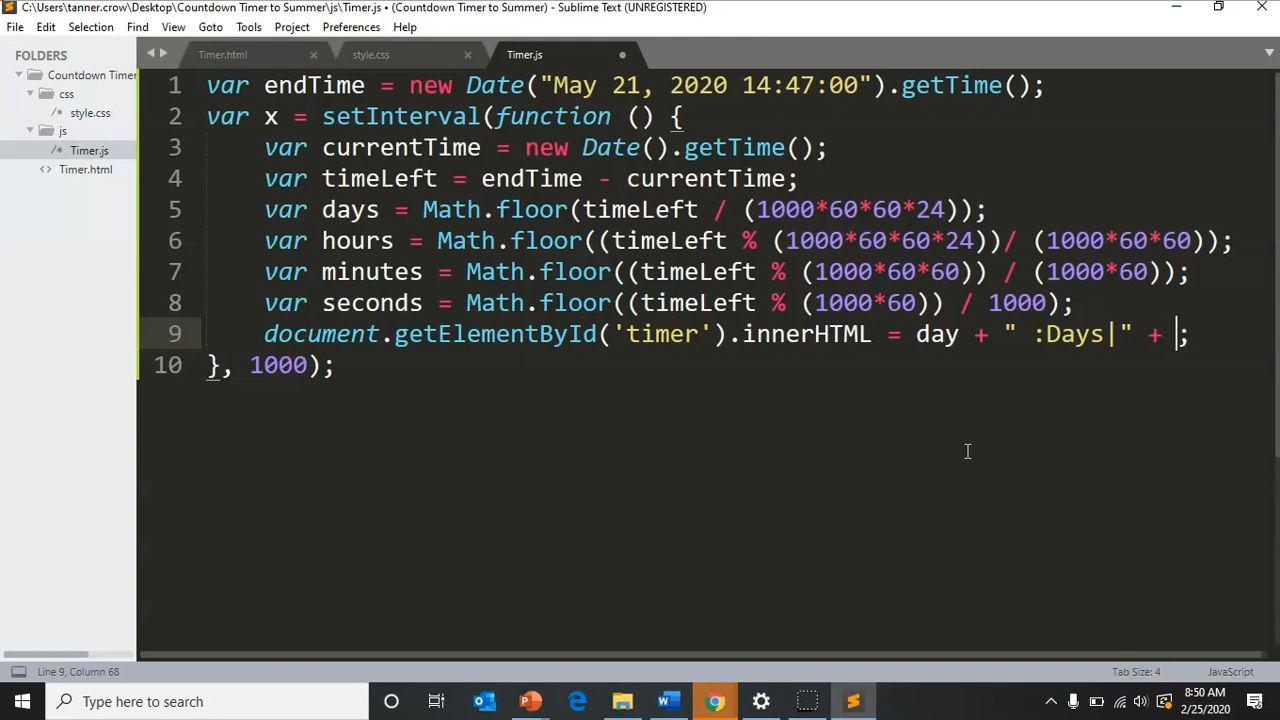 C:\Users\tanner.crow\Desktop\Countdown Timer to Summer\js\Timer.js • (Countdown Timer to Summer) - Sublime Text (UNREGISTERED)
File Edit Selection Find View Goto Tools Project Preferences Help
FOLDERS
Countdown Timer
css
style.css
js
Timer.js
Timer.html
Timer.html style.css Timer.js
1 var endTime = new Date("May 21, 2020 14:47:00").getTime();
2 var x = setInterval(function () {
3 var currentTime = new Date().getTime();
4 var timeLeft = endTime - currentTime;
5 var days = Math.floor(timeLeft / (1000*60*60*24));
6 var hours = Math.floor((timeLeft % (1000*60*60*24))/ (1000*60*60));
7 var minutes = Math.floor((timeLeft % (1000*60*60)) / (1000*60));
8 var seconds = Math.floor((timeLeft % (1000*60)) / 1000);
9 document.getElementById('timer').innerHTML = day + " :Days|" + ;
10 }, 1000);
Line 9, Column 68
Tab Size: 4
JavaScript
Type here to search
8:50 AM
2/25/2020